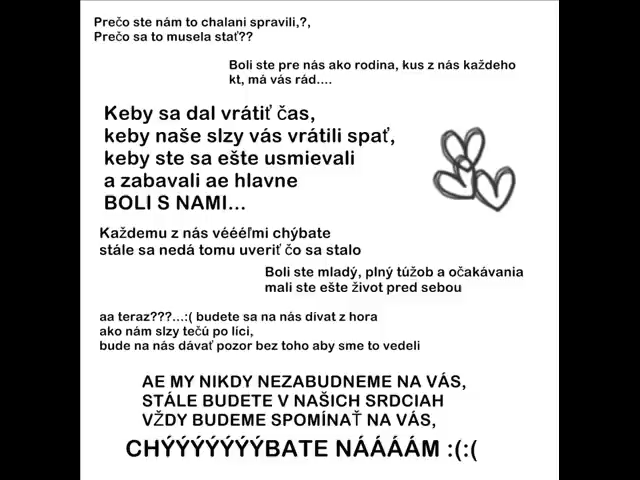 Prečo ste nám to chalani spravili,?,
Prečo sa to musela stať??
Boli ste pre nás ako rodina, kus z nás každeho
kt, má vás rád....
Keby sa dal vrátiť čas,
keby naše slzy vás vrátili spať,
keby ste sa ešte usmievali
a zabavali ae hlavne
BOLI S NAMI...
Každemu z nás vééélmi chýbate
stále sa nedá tomu uveriť čo sa stalo
Boli ste mladý, plný túžob a očakávania
mali ste ešte život pred sebou
aa teraz???...:( budete sa na nás dívat z hora
ako nám slzy tečú po líci,
bude na nás dávať pozor bez toho aby sme to vedeli
AE MY NIKDY NEZABUDNEME NA VÁS,
STÁLE BUDETE V NAŠICH SRDCIAH
VŽDY BUDEME SPOMÍNAŤ NA VÁS,
CHÝÝÝÝÝÝÝBATE NÁÁÁÁM :(:(